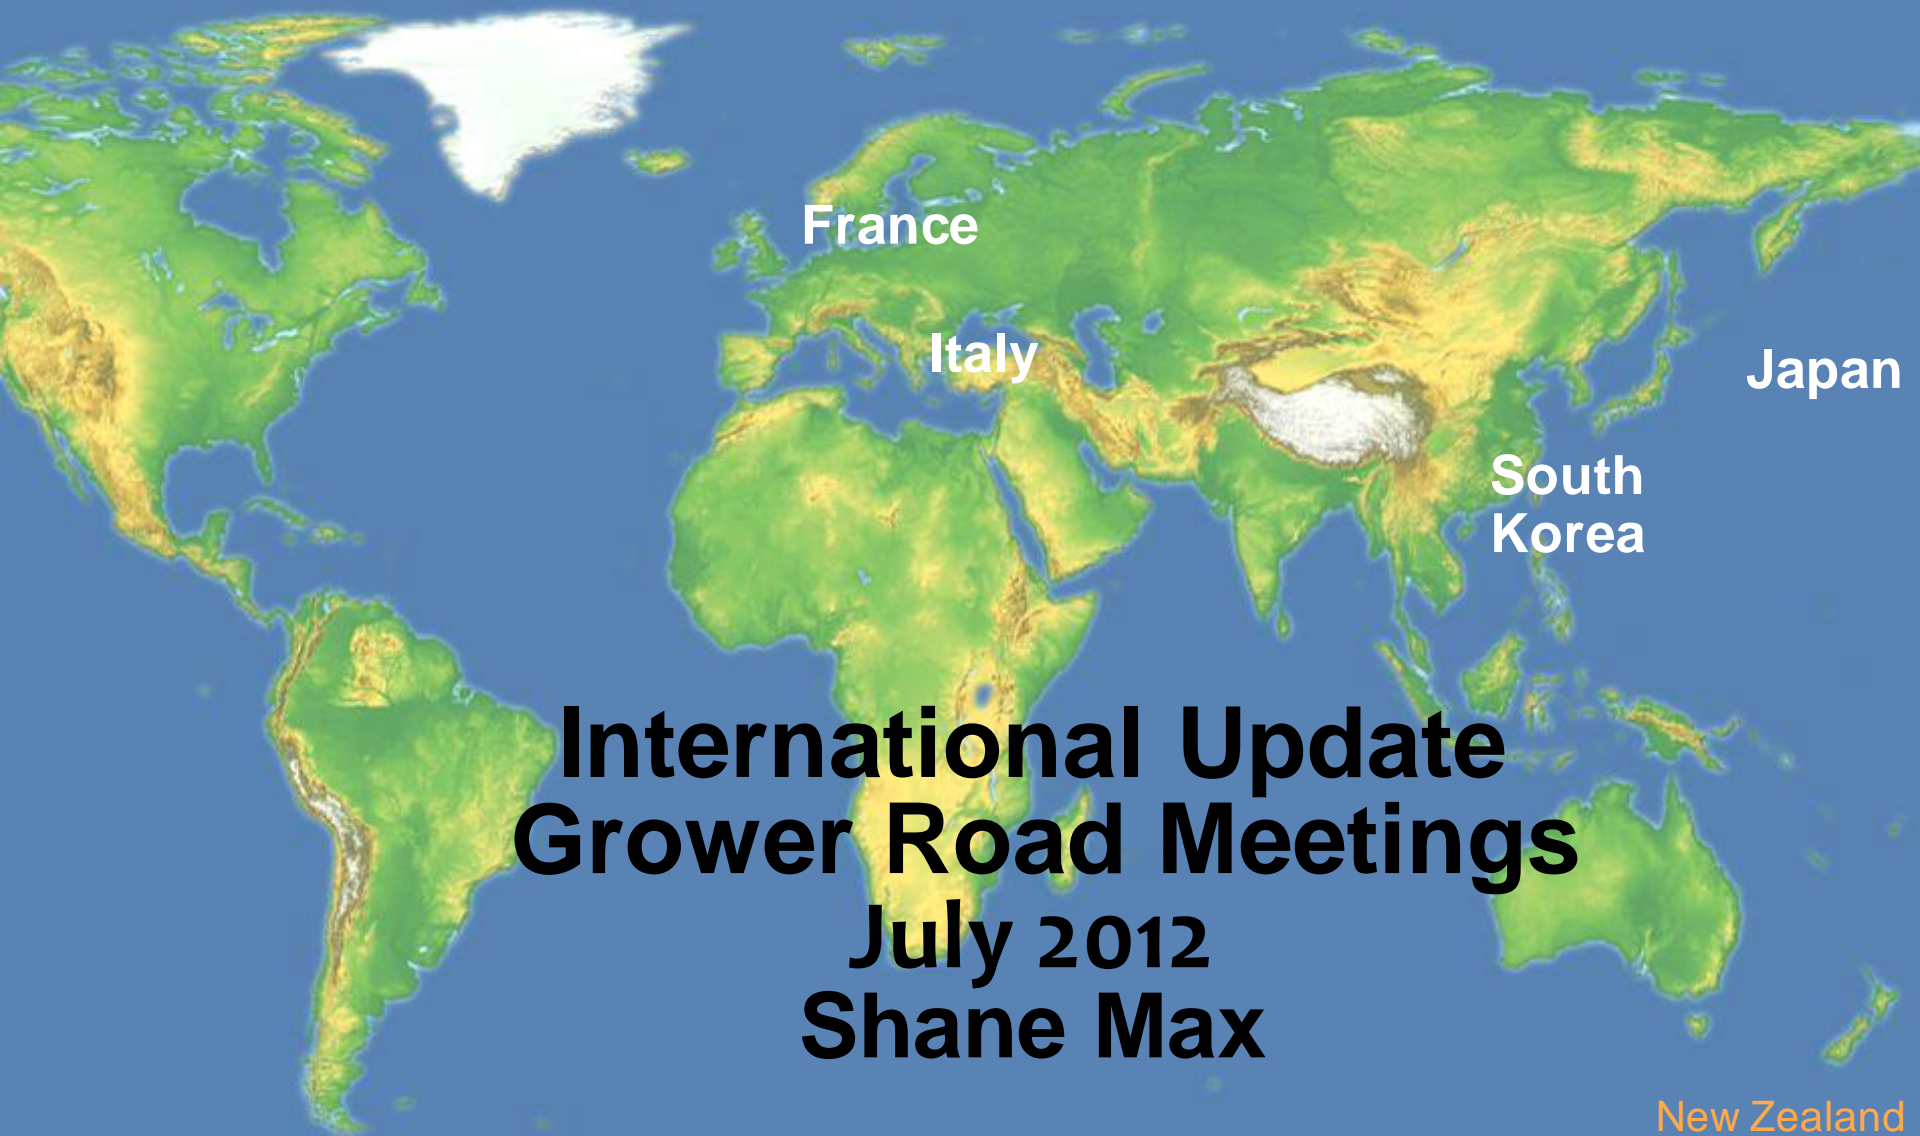 France
Italy
Japan
South
Korea
International Update
Grower Road Meetings
July 2012
Shane Max
New Zealand